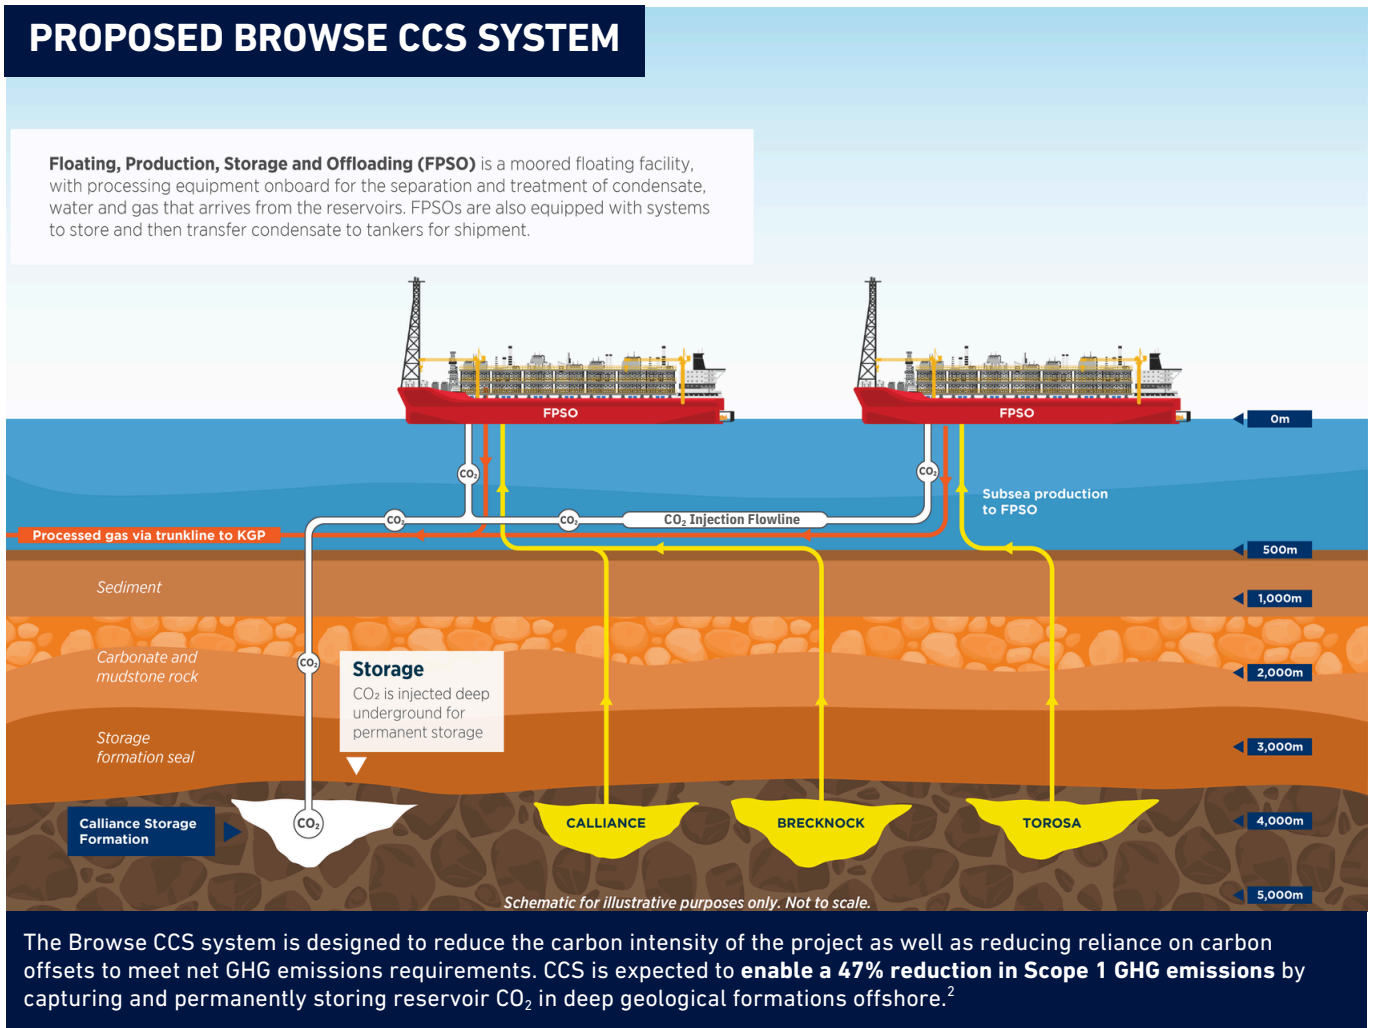 PROPOSED BROWSE CCS SYSTEM
Floating, Production, Storage and Offloading (FPSO) is a moored floating facility,
with processing equipment onboard for the separation and treatment of condensate,
water and gas that arrives from the reservoirs. FPSOs are also equipped with systems
to store and then transfer condensate to tankers for shipment.
FPSO
FPSO
0m
CO₂
CO₂
Subsea production
to FPSO
CO₂
CO₂
CO₂ Injection Flowline
Processed gas via trunkline to KGP
500m
Sediment
1,000m
Carbonate and
mudstone rock
CO₂
Storage
CO₂ is injected deep
underground for
permanent storage
2,000m
Storage
formation seal
3,000m
Calliance Storage
Formation
CO₂
CALLIANCE
BRECKNOCK
TOROSA
4,000m
5,000m
Schematic for illustrative purposes only. Not to scale.
The Browse CCS system is designed to reduce the carbon intensity of the project as well as reducing reliance on carbon
offsets to meet net GHG emissions requirements. CCS is expected to enable a 47% reduction in Scope 1 GHG emissions by
capturing and permanently storing reservoir CO₂ in deep geological formations offshore.²